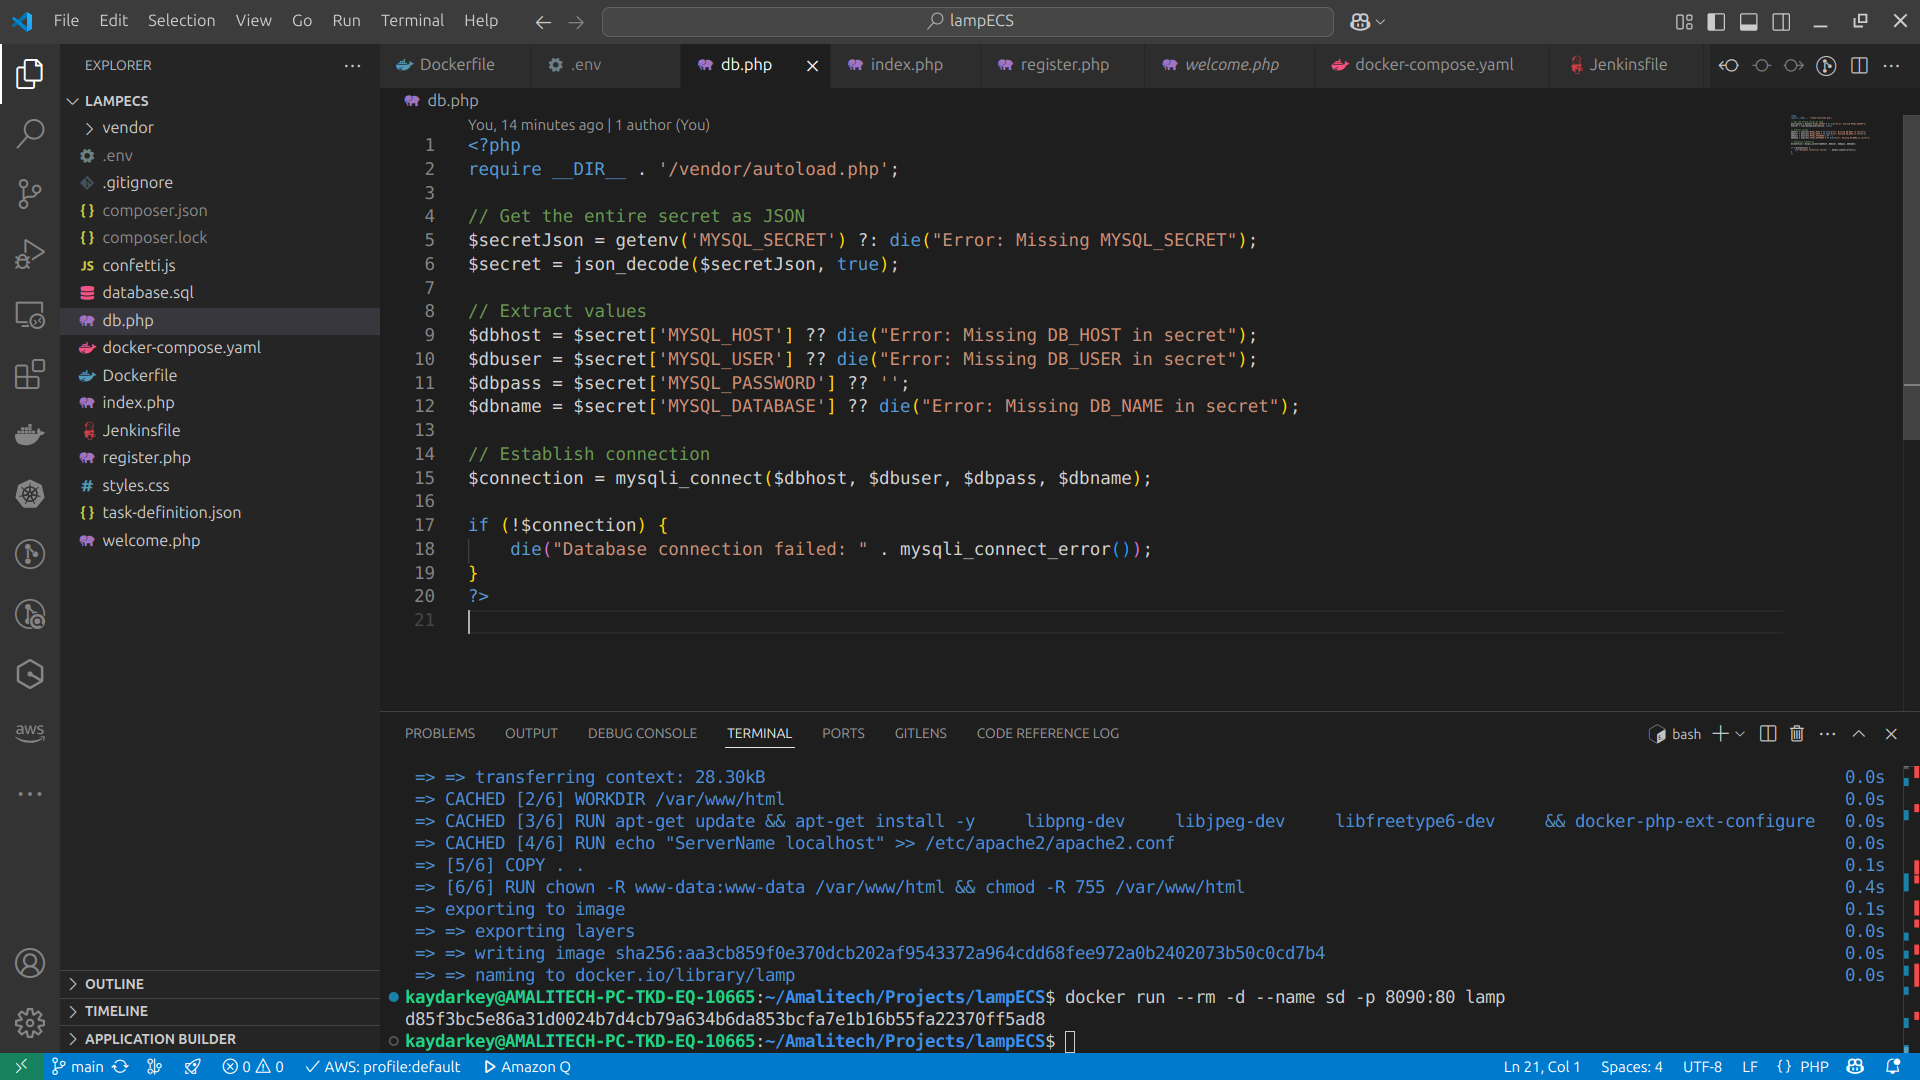 File Edit Selection View Go Run Terminal Help
lampECS
EXPLORER
LAMPECS
vendor
.env
.gitignore
composer.json
composer.lock
JS confetti.js
database.sql
db.php
docker-compose.yaml
Dockerfile
index.php
Jenkinsfile
register.php
# styles.css
{} task-definition.json
welcome.php
aws
OUTLINE
TIMELINE
APPLICATION BUILDER
Dockerfile .env db.php index.php register.php welcome.php docker-compose.yaml Jenkinsfile
db.php
You, 14 minutes ago | 1 author (You)
1 <?php
2 require __DIR__ . '/vendor/autoload.php';
3
4 // Get the entire secret as JSON
5 $secretJson = getenv('MYSQL_SECRET') ?: die("Error: Missing MYSQL_SECRET");
6 $secret = json_decode($secretJson, true);
7
8 // Extract values
9 $dbhost = $secret['MYSQL_HOST'] ?? die("Error: Missing DB_HOST in secret");
10 $dbuser = $secret['MYSQL_USER'] ?? die("Error: Missing DB_USER in secret");
11 $dbpass = $secret['MYSQL_PASSWORD'] ?? '';
12 $dbname = $secret['MYSQL_DATABASE'] ?? die("Error: Missing DB_NAME in secret");
13
14 // Establish connection
15 $connection = mysqli_connect($dbhost, $dbuser, $dbpass, $dbname);
16
17 if (!$connection) {
18 die("Database connection failed: " . mysqli_connect_error());
19 }
20 ?>
21
PROBLEMS OUTPUT DEBUG CONSOLE TERMINAL PORTS GITLENS CODE REFERENCE LOG bash
=> => transferring context: 28.30kB 0.0s
=> CACHED [2/6] WORKDIR /var/www/html 0.0s
=> CACHED [3/6] RUN apt-get update && apt-get install -y libpng-dev libjpeg-dev libfreetype6-dev && docker-php-ext-configure 0.0s
=> CACHED [4/6] RUN echo "ServerName localhost" >> /etc/apache2/apache2.conf 0.0s
=> [5/6] COPY . . 0.1s
=> [6/6] RUN chown -R www-data:www-data /var/www/html && chmod -R 755 /var/www/html 0.4s
=> exporting to image 0.1s
=> => exporting layers 0.0s
=> => writing image sha256:aa3cb859f0e370dcb202af9543372a964cdd68fee972a0b2402073b50c0cd7b4 0.0s
=> => naming to docker.io/library/lamp 0.0s
kaydarkey@AMALITECH-PC-TKD-EQ-10665:~/Amalitech/Projects/lampECS$ docker run --rm -d --name sd -p 8090:80 lamp
d85f3bc5e86a31d0024b7d4cb79a634b6da853bcfa7e1b16b55fa22370ff5ad8
kaydarkey@AMALITECH-PC-TKD-EQ-10665:~/Amalitech/Projects/lampECS$
main 0 0 AWS: profile:default Amazon Q Ln 21, Col 1 Spaces: 4 UTF-8 LF {} PHP